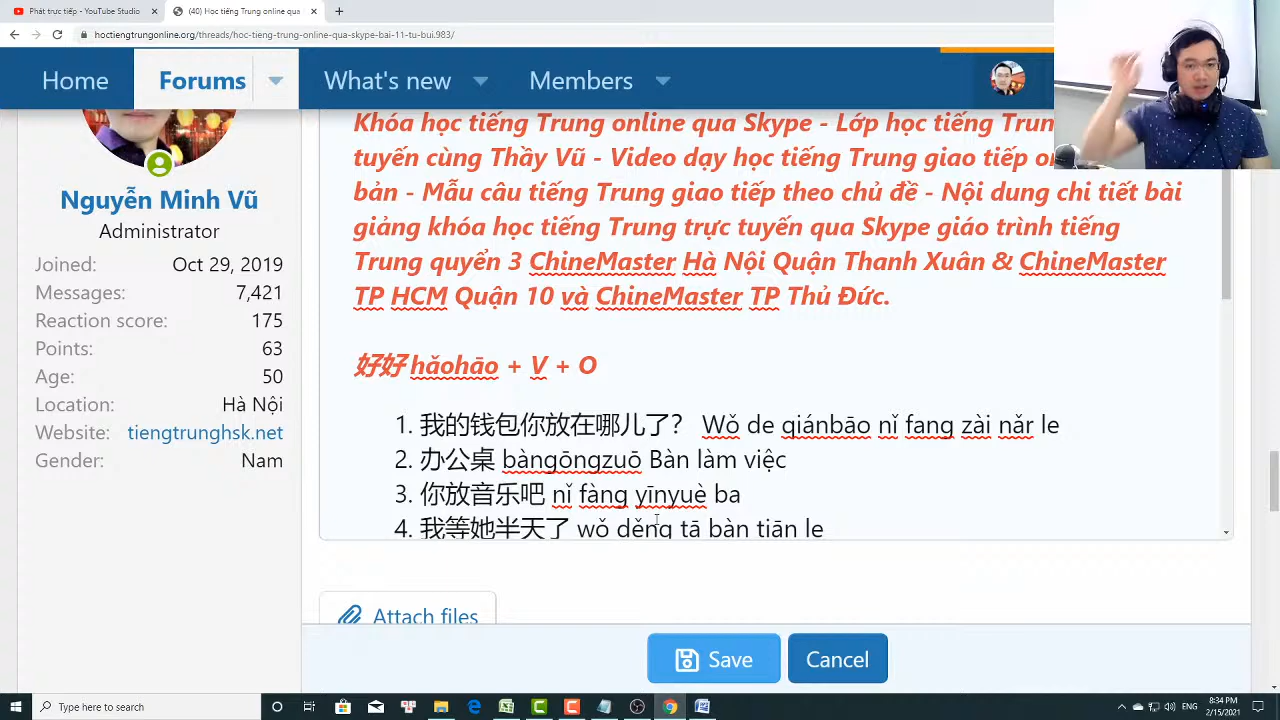 Phát trực tiếp - YouTube Studio
(40) Học tiếng Trung online qua
hoctiengtrungonline.org/threads/hoc-tieng-trung-online-qua-skype-bai-11-tu-bui.983/
Home Forums What's new Members
Khóa học tiếng Trung online qua Skype - Lớp học tiếng Trun
tuyến cùng Thầy Vũ - Video dạy học tiếng Trung giao tiếp
bản - Mẫu câu tiếng Trung giao tiếp theo chủ đề - Nội dung chi tiết bài
giảng khóa học tiếng Trung trực tuyến qua Skype giáo trình tiếng
Trung quyển 3 ChineMaster Hà Nội Quận Thanh Xuân & ChineMaster
TP HCM Quận 10 và ChineMaster TP Thủ Đức.
好好 hǎohāo + V + O
1. 我的钱包你放在哪儿了？ Wǒ de qiánbāo nǐ fang zài nǎr le
2. 办公桌 bàngōngzuō Bàn làm việc
3. 你放音乐吧 nǐ fàng yīnyuè ba
4. 我等她半天了 wǒ děng tā bàn tiān le
Nguyễn Minh Vũ
Administrator
Joined: Oct 29, 2019
Messages: 7,421
Reaction score: 175
Points: 63
Age: 50
Location: Hà Nội
Website: tiengtrunghsk.net
Gender: Nam
Attach files
Save Cancel
Type here to search
ENG
8:34 PM
2/15/2021